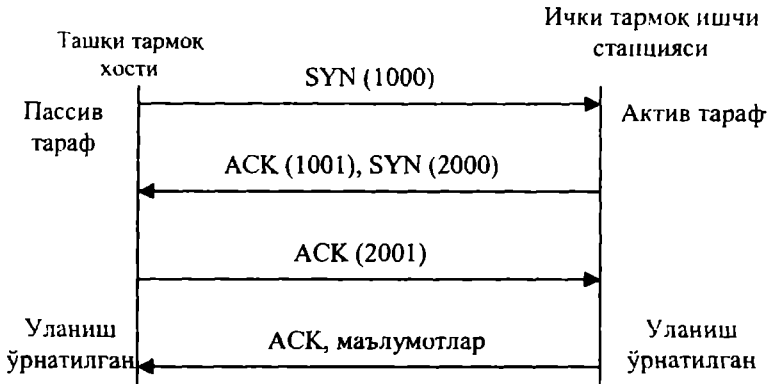 Ташқи тармоқ
хости
Ички тармоқ ишчи
станцияси
SYN (1000)
Пассив
тараф
Актив тараф
ACK (1001), SYN (2000)
ACK (2001)
Уланиш
ўрнатилган
ACK, маълумотлар
Уланиш
ўрнатилган